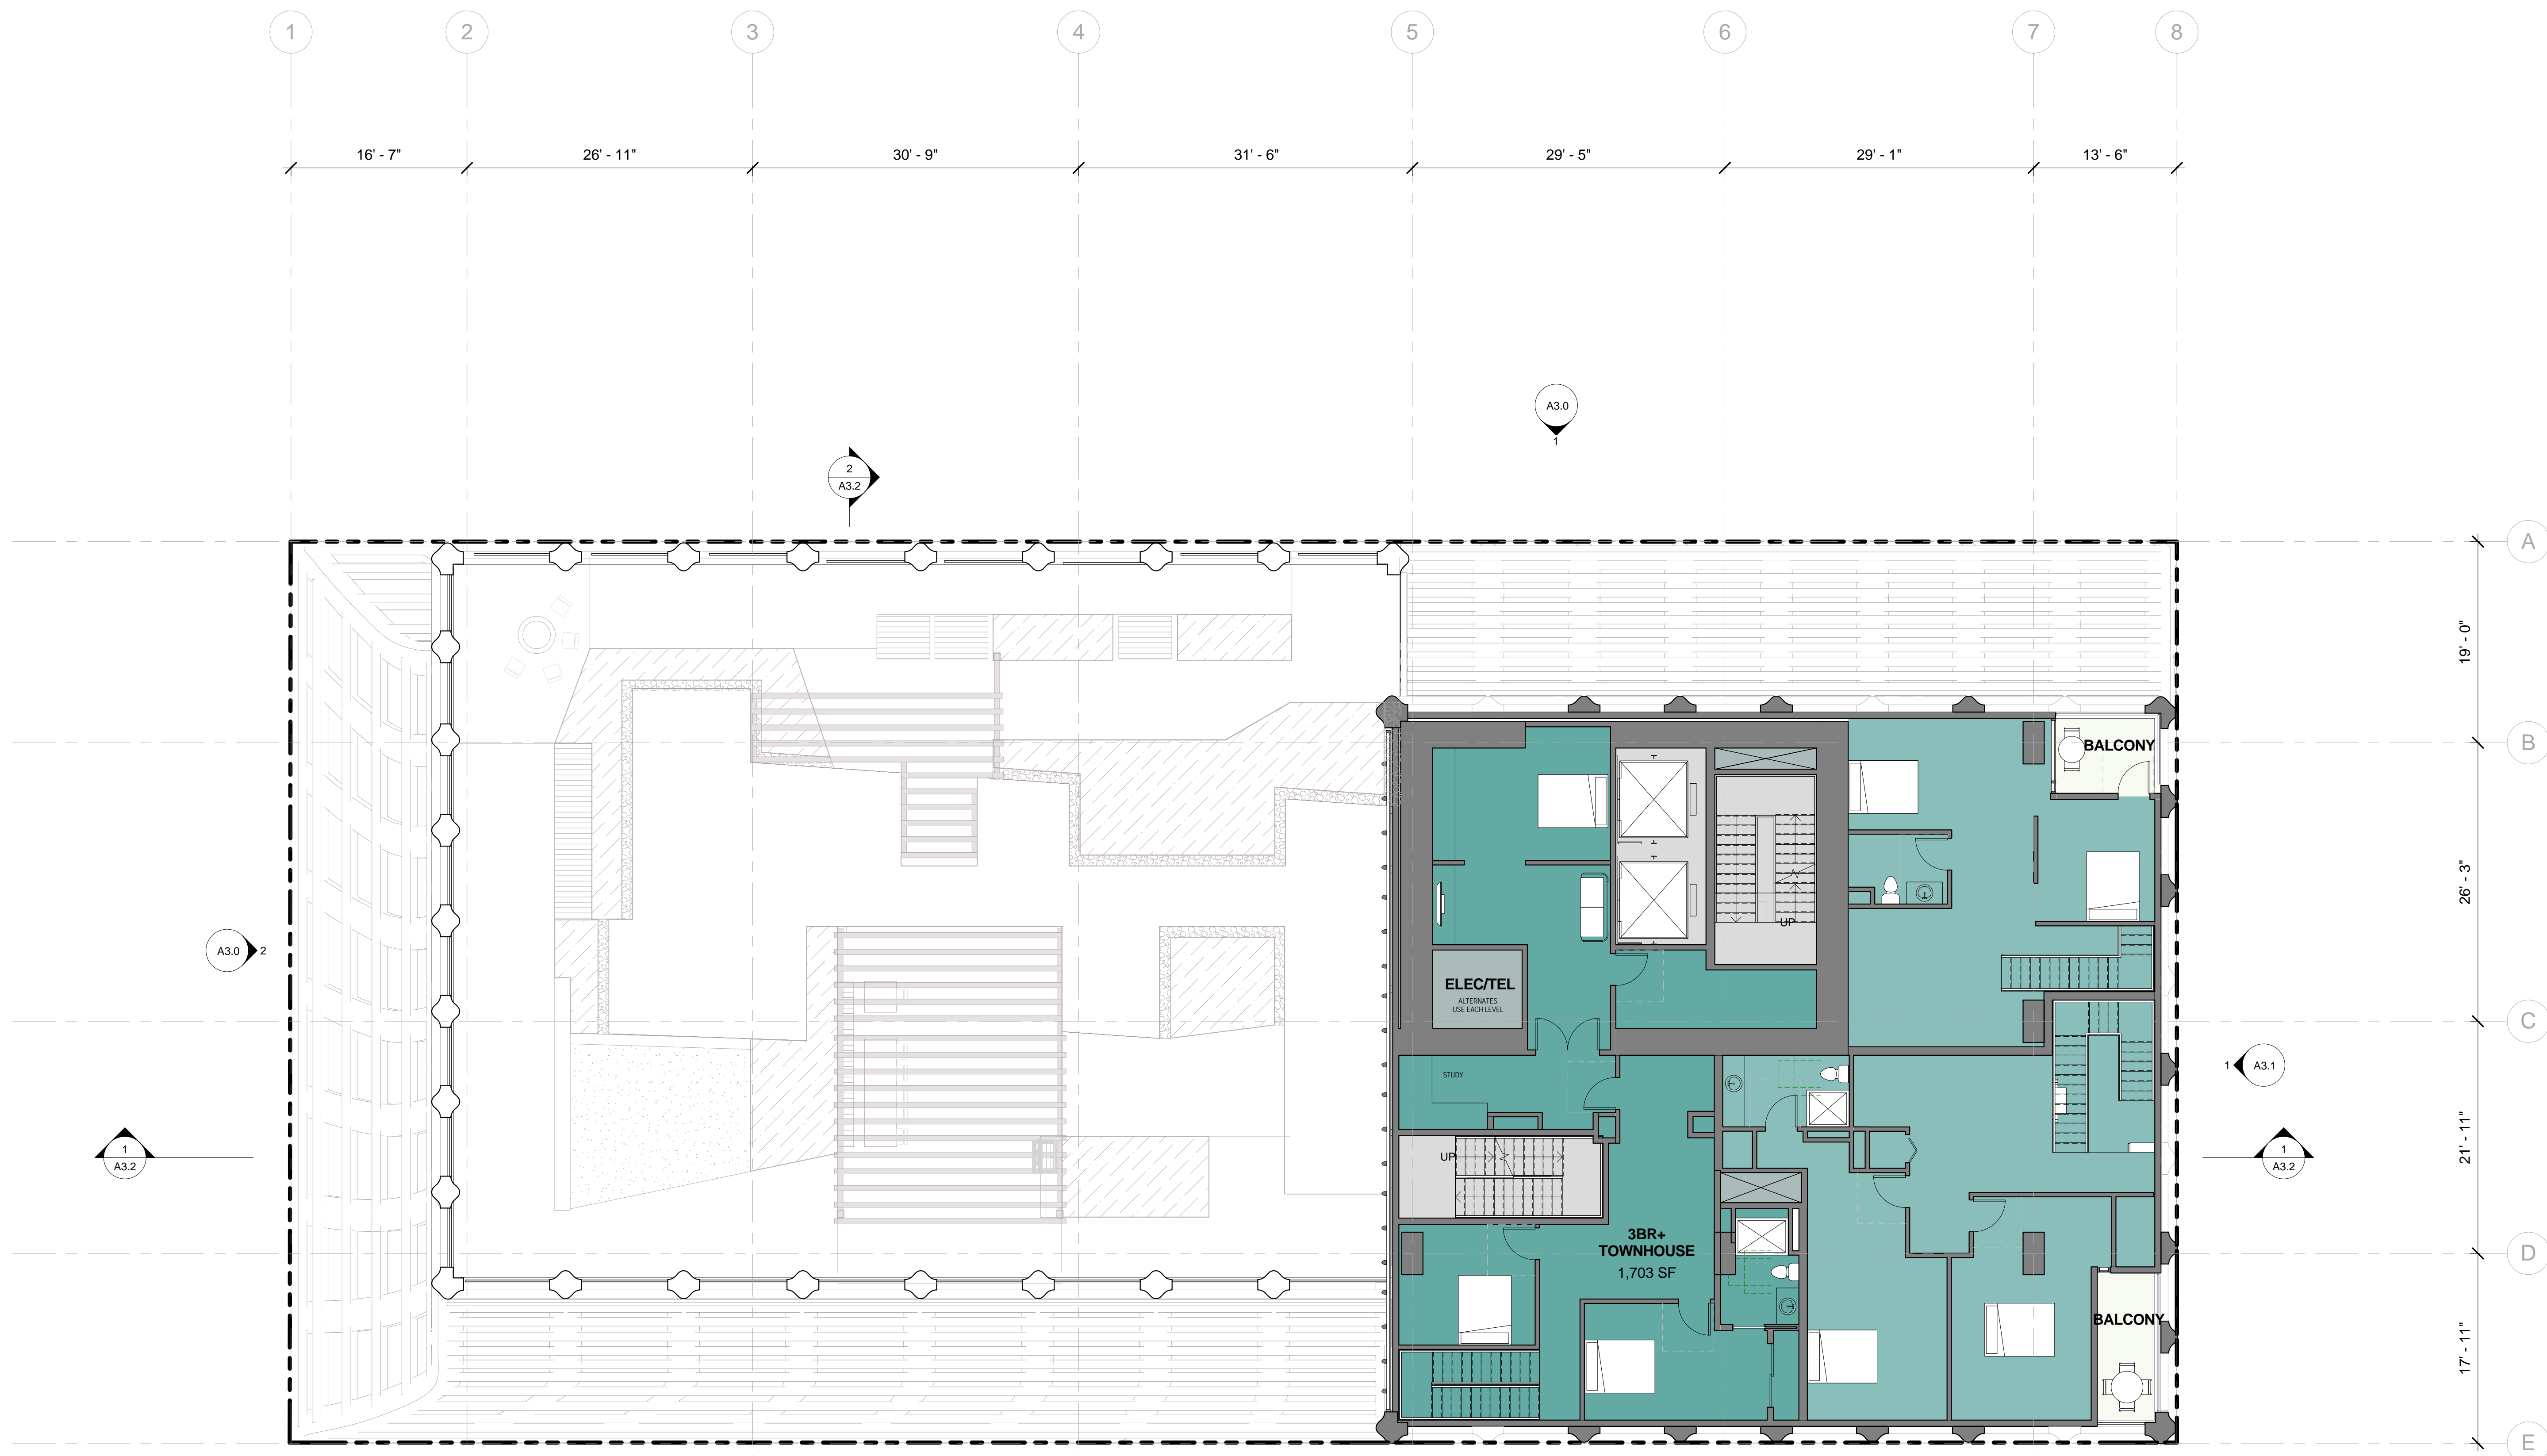 1
2
3
4
5
6
7
8
16' - 7"
26' - 11"
30' - 9"
31' - 6"
29' - 5"
29' - 1"
13' - 6"
A3.0
1
2
A3.2
A
19' - 0"
B
BALCONY
26' - 3"
UP
A3.0
2
ELEC/TEL
ALTERNATES
USE EACH LEVEL
C
STUDY
1
A3.1
21' - 11"
1
A3.2
UP
1
A3.2
3BR+
TOWNHOUSE
1,703 SF
D
BALCONY
17' - 11"
E